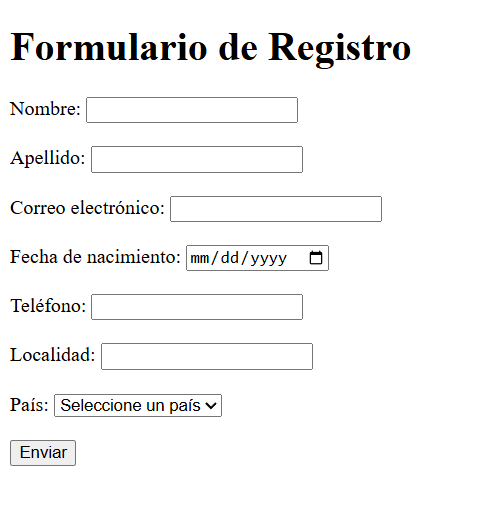 Formulario de Registro
Nombre:
Apellido:
Correo electrónico:
Fecha de nacimiento: mm/dd/yyyy
Teléfono:
Localidad:
País: Seleccione un país
Enviar